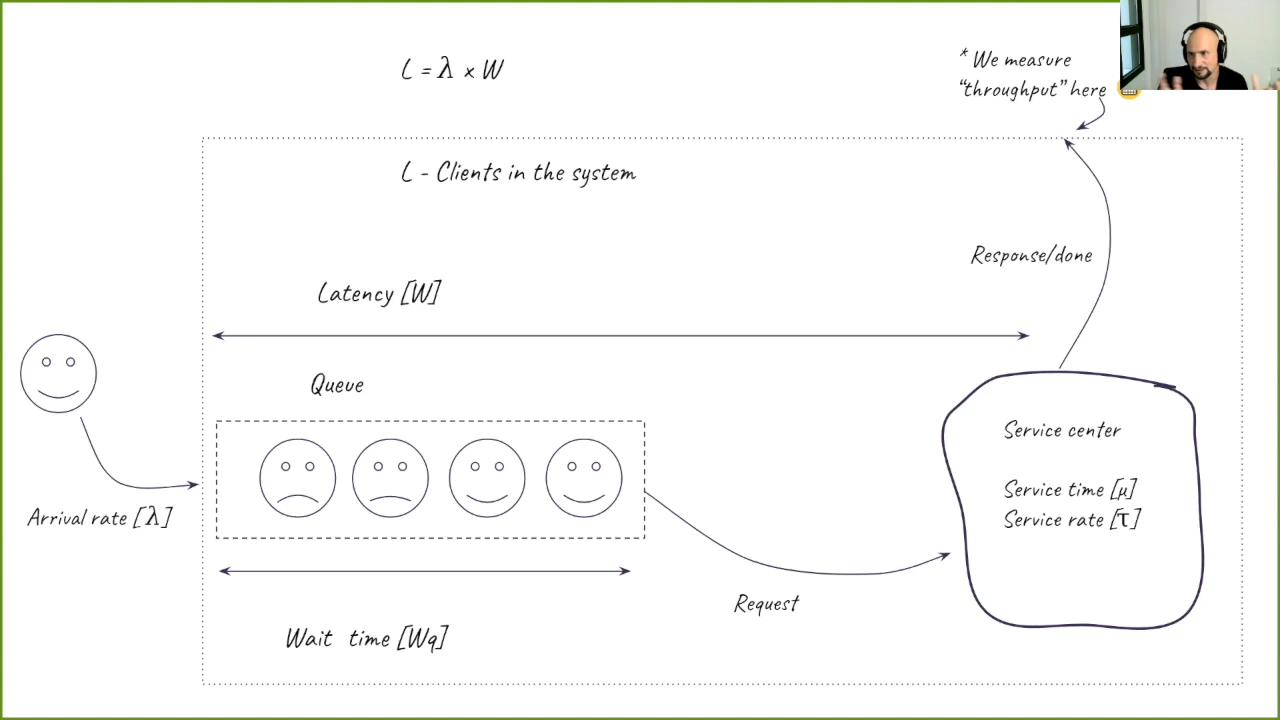 L = λ × W
* We measure
“throughput” here
L - Clients in the system
Response/done
Latency [W]
Queue
Service center
Service time [μ]
Service rate [τ]
Arrival rate [λ]
Request
Wait time [Wq]